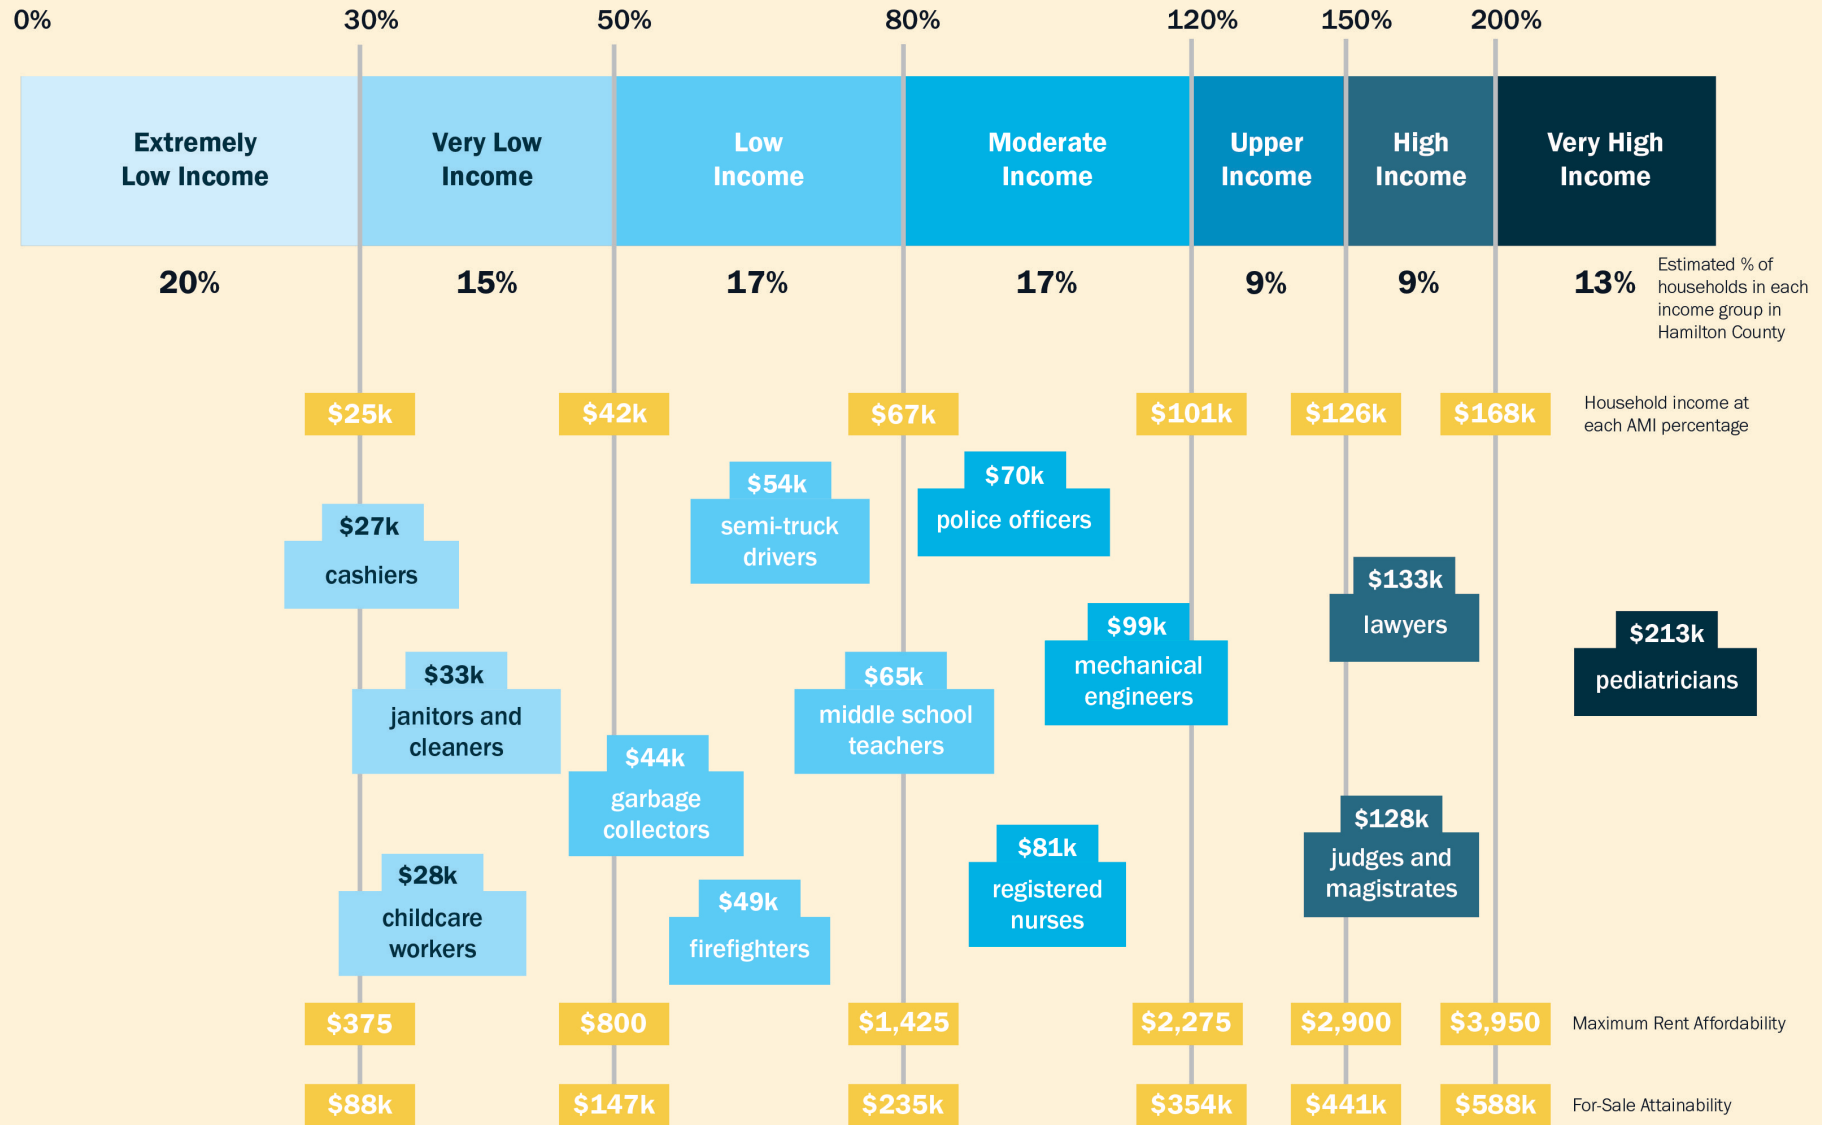 0%
30%
50%
80%
120%
150%
200%
Extremely
Low Income
Very Low
Income
Low
Income
Moderate
Income
Upper
Income
High
Income
Very High
Income
20%
15%
17%
17%
9%
9%
13%
Estimated % of
households in each
income group in
Hamilton County
$25k
$42k
$67k
$101k
$126k
$168k
Household income at
each AMI percentage
$27k
cashiers
$54k
semi-truck
drivers
$70k
police officers
$133k
lawyers
$213k
pediatricians
$99k
mechanical
engineers
$33k
janitors and
cleaners
$65k
middle school
teachers
$44k
garbage
collectors
$128k
judges and
magistrates
$81k
registered
nurses
$28k
childcare
workers
$49k
firefighters
$375
$800
$1,425
$2,275
$2,900
$3,950
Maximum Rent Affordability
$88k
$147k
$235k
$354k
$441k
$588k
For-Sale Attainability